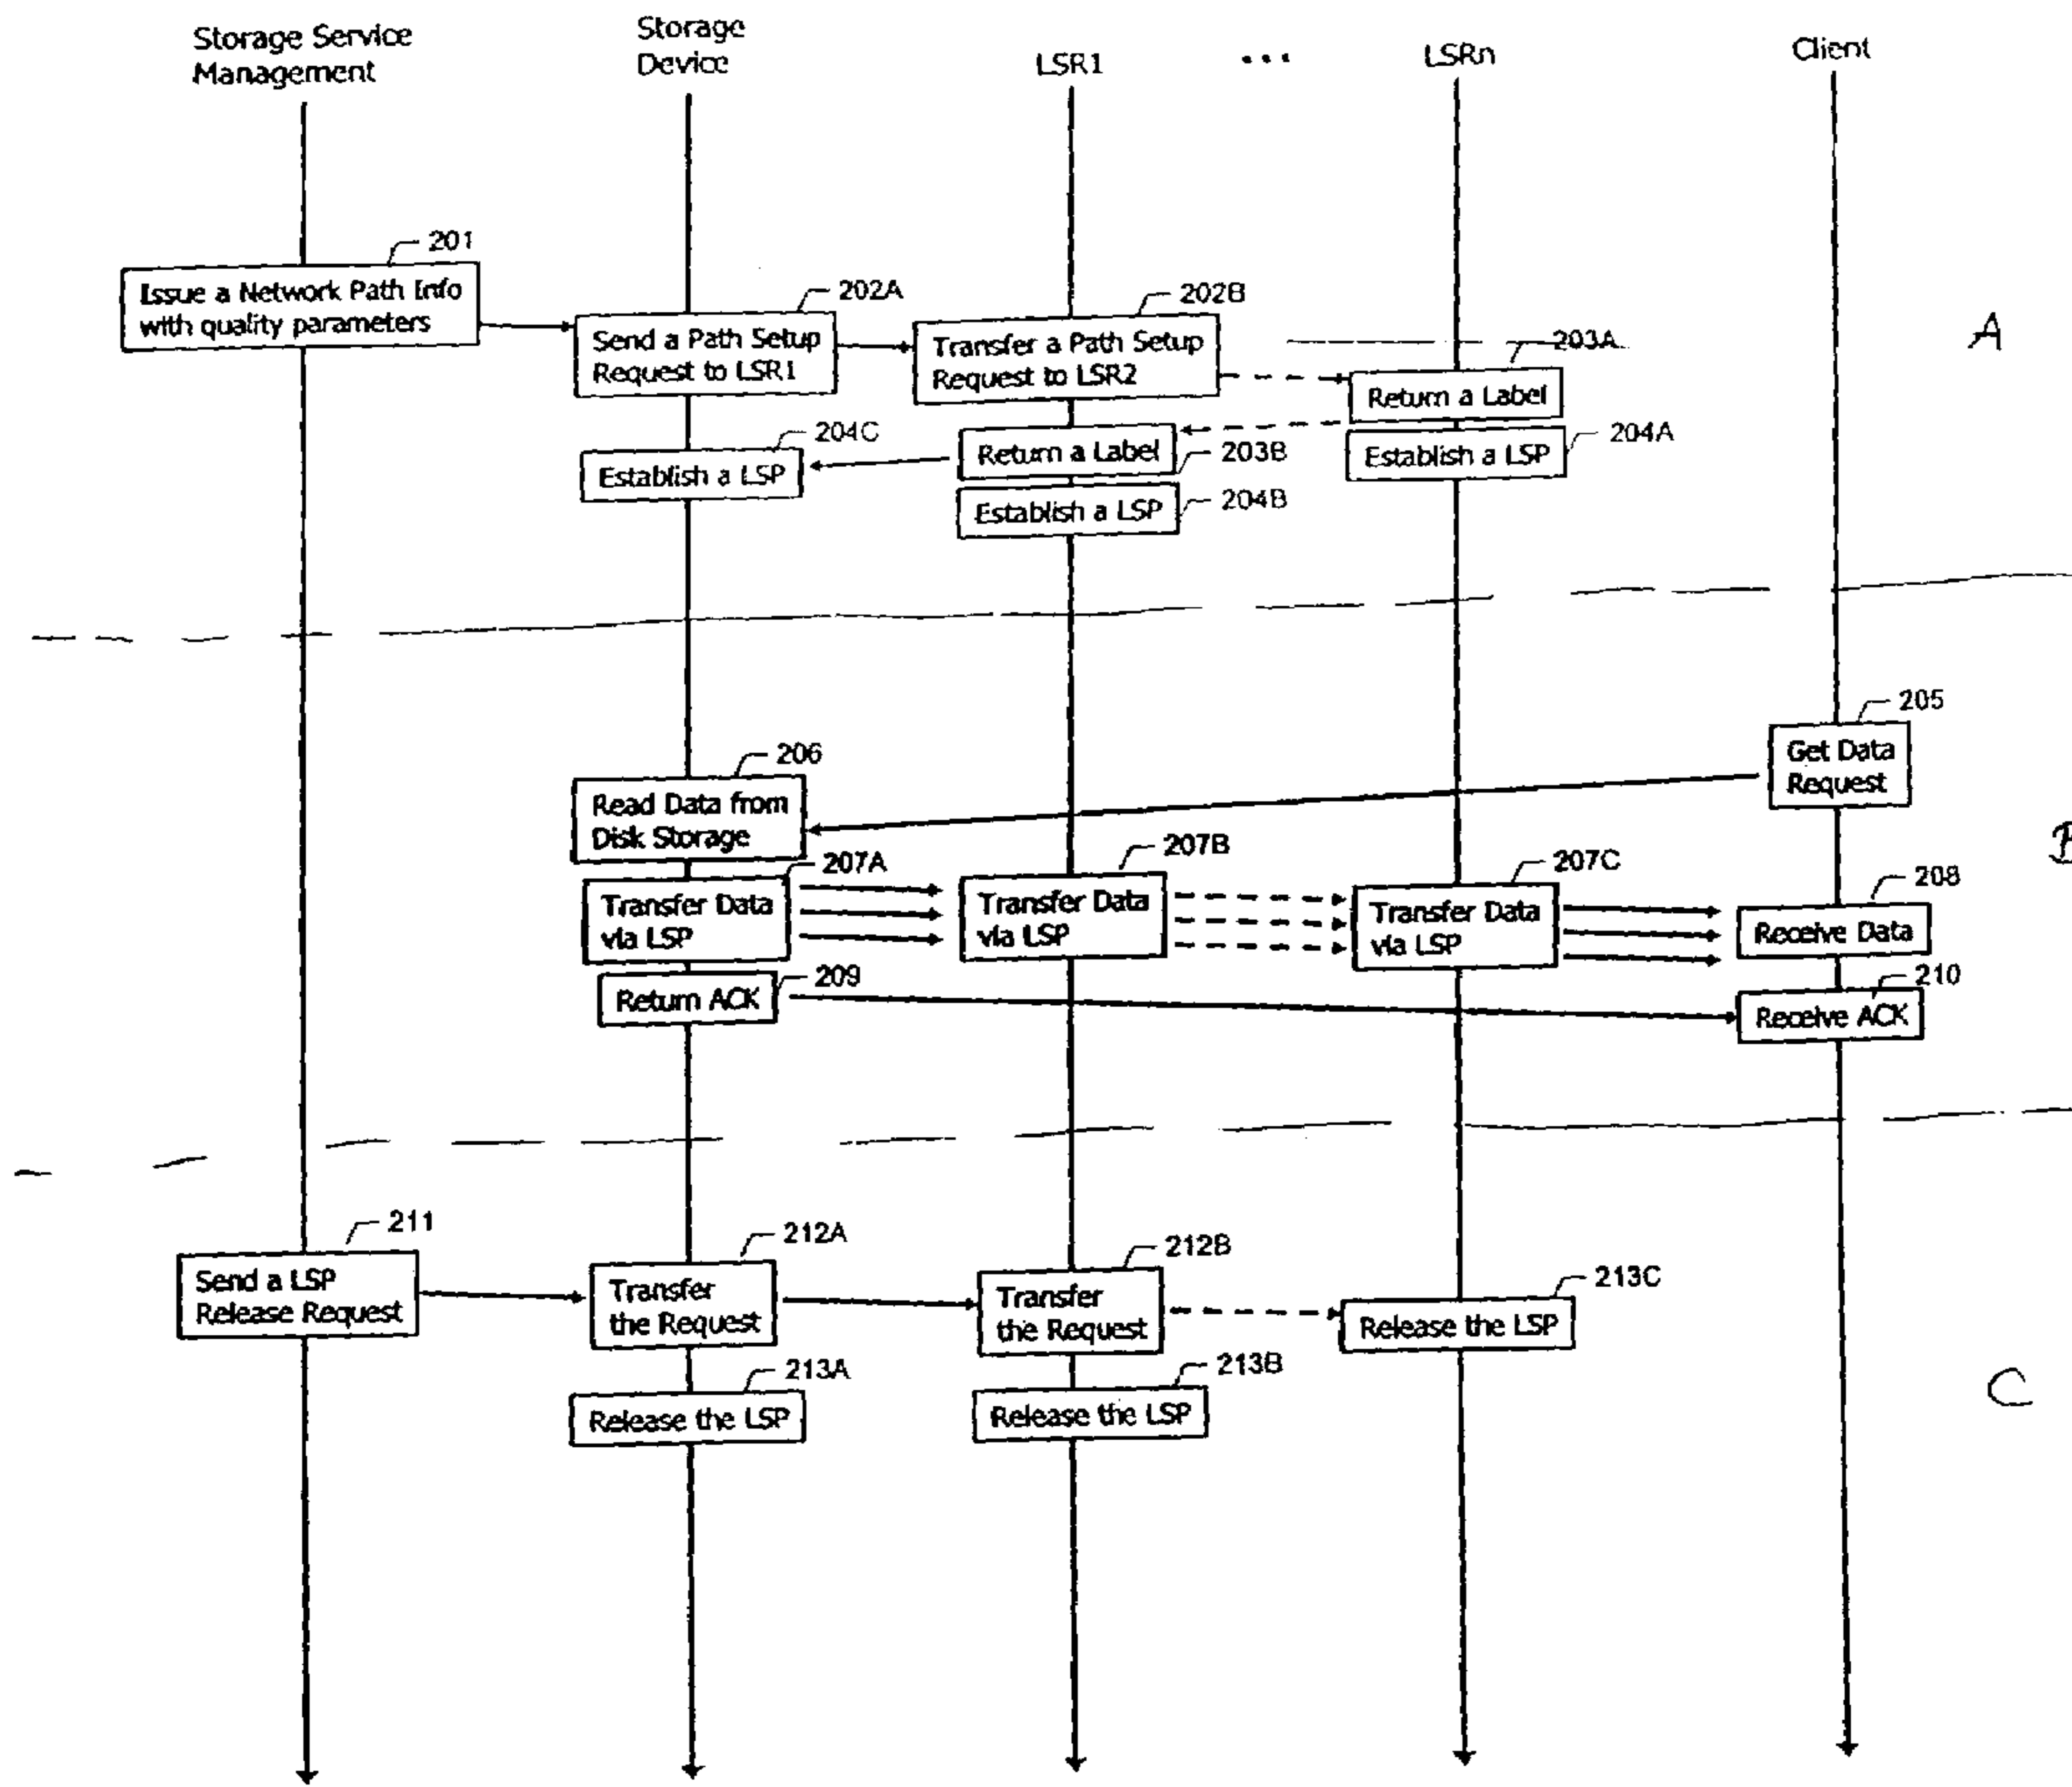 Storage Service
Management
Storage
Device
LSR1
...
LSRn
Client
201
Issue a Network Path Info
with quality parameters
202A
Send a Path Setup
Request to LSR1
202B
Transfer a Path Setup
Request to LSR2
203A
Return a Label
A
204C
Establish a LSP
Return a Label
203B
204A
Establish a LSP
Establish a LSP
204B
205
Get Data
Request
206
Read Data from
Disk Storage
B
207A
Transfer Data
via LSP
207B
Transfer Data
via LSP
207C
Transfer Data
via LSP
208
Receive Data
209
Return ACK
210
Receive ACK
211
Send a LSP
Release Request
212A
Transfer
the Request
212B
Transfer
the Request
213C
Release the LSP
213A
Release the LSP
213B
Release the LSP
C